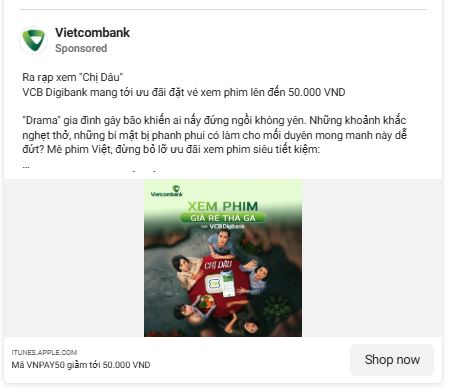 Vietcombank
Sponsored
Ra rạp xem "Chị Dâu"
VCB Digibank mang tới ưu đãi đặt vé xem phim lên đến 50.000 VND
"Drama" gia đình gây bão khiến ai nấy đứng ngồi không yên. Những khoảnh khắc
nghẹt thở, những bí mật bị phanh phui có làm cho mối duyên mong manh này dễ
đứt? Mê phim Việt, đừng bỏ lỡ ưu đãi xem phim siêu tiết kiệm:
...
Vietcombank
XEM PHIM
GIÁ RẺ THẢ GA
trên VCB Digibank
CHỊ DÂU
ITUNES.APPLE.COM
Mã VNPAY50 giảm tới 50.000 VND
Shop now